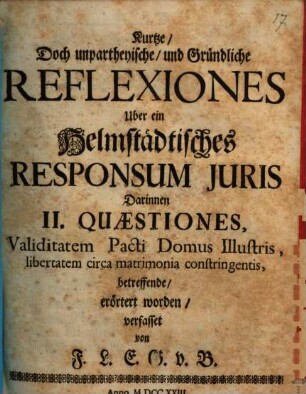 17
Kurtze/
Doch unpartheyische/ und Gründliche
REFLEXIONES
Uber ein
Helmstädtisches
RESPONSUM JURIS
Darinnen
II. QUÆSTIONES,
Validitatem Pacti Domus Illustris,
libertatem circa matrimonia constringentis,
betreffende/
erörtert worden/
verfasset
von
F. L. E. G. v. B.
Anno M DCC XXIII.